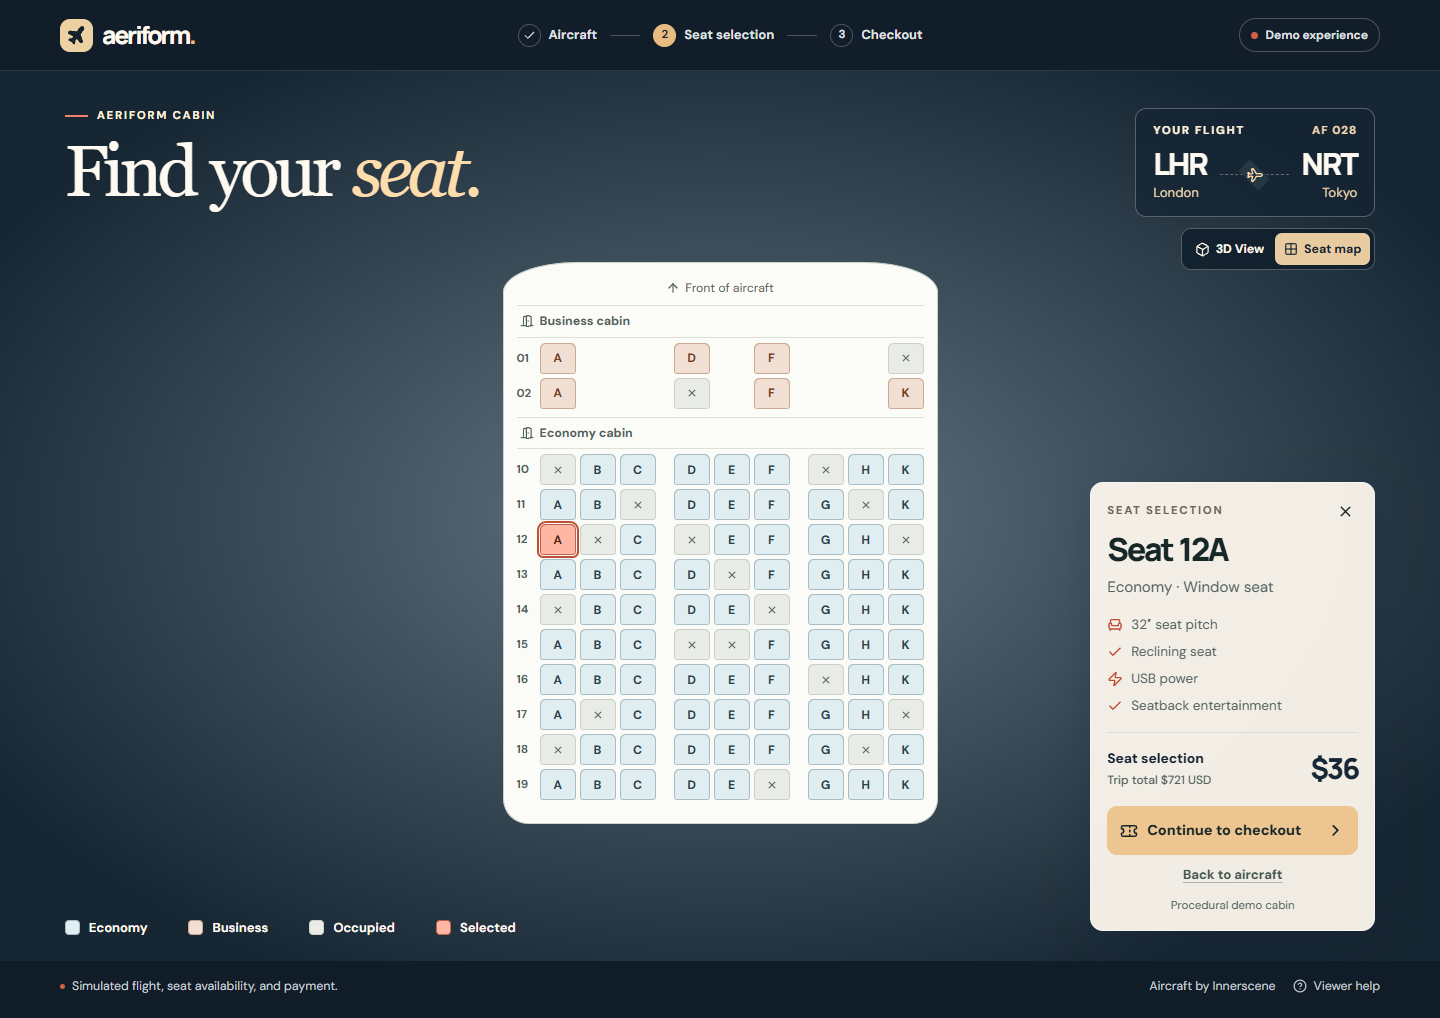 aeriform.
Aircraft
2 Seat selection
3 Checkout
Demo experience
AERIFORM CABIN
Find your seat.
YOUR FLIGHT AF 028
LHR NRT
London Tokyo
3D View Seat map
Front of aircraft
Business cabin
01 A D F ×
02 A × F K
Economy cabin
10 × B C D E F × H K
11 A B × D E F G × K
12 A × C × E F G H ×
13 A B C D × F G H K
14 × B C D E × G H K
15 A B C × × F G H K
16 A B C D E F × H K
17 A × C D E F G H ×
18 × B C D E F G × K
19 A B C D E × G H K
SEAT SELECTION
Seat 12A
Economy · Window seat
32" seat pitch
Reclining seat
USB power
Seatback entertainment
Seat selection
Trip total $721 USD
$36
Continue to checkout
Back to aircraft
Procedural demo cabin
Economy Business Occupied Selected
Simulated flight, seat availability, and payment.
Aircraft by Innerscene Viewer help